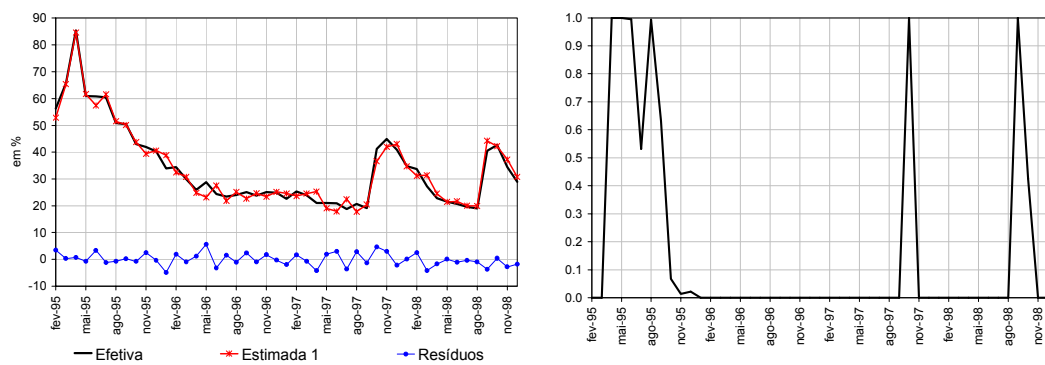 90
80
70
60
50
40
30
20
10
0
-10
em %
fev-95
mai-95
ago-95
nov-95
fev-96
mai-96
ago-96
nov-96
fev-97
mai-97
ago-97
nov-97
fev-98
mai-98
ago-98
nov-98
Efetiva
Estimada 1
Resíduos
1.0
0.9
0.8
0.7
0.6
0.5
0.4
0.3
0.2
0.1
0.0
fev-95
mai-95
ago-95
nov-95
fev-96
mai-96
ago-96
nov-96
fev-97
mai-97
ago-97
nov-97
fev-98
mai-98
ago-98
nov-98